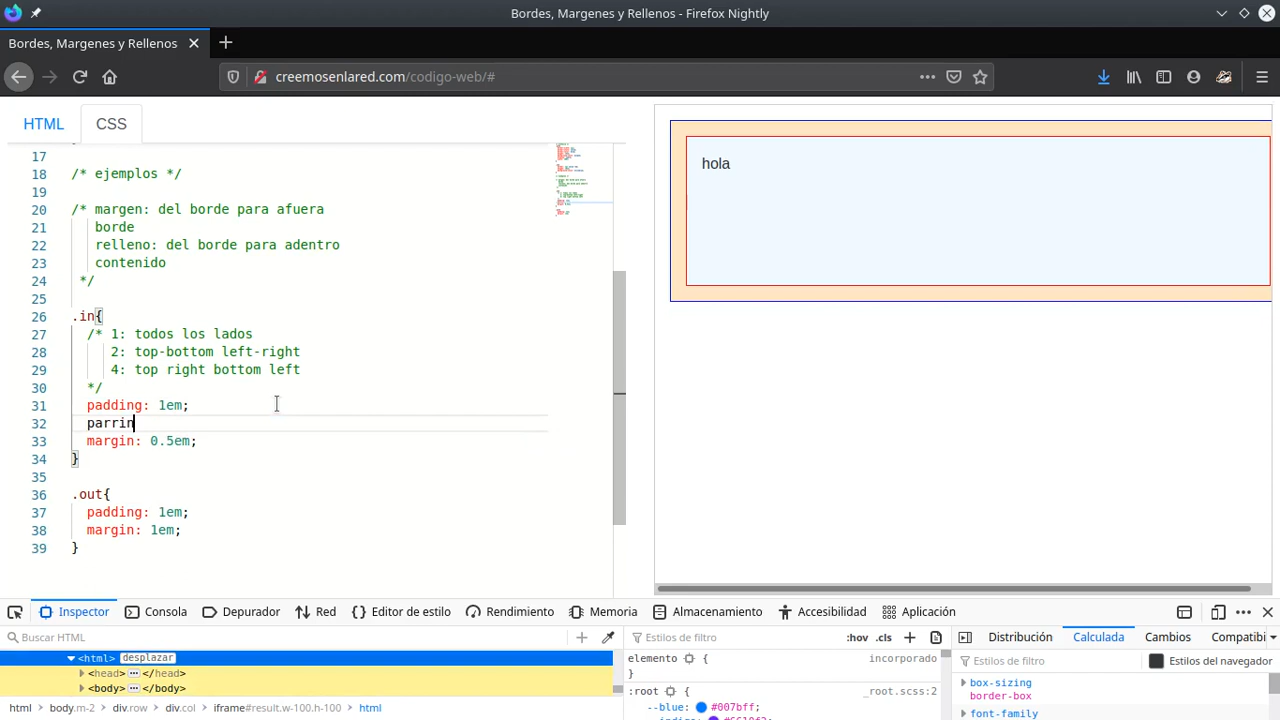 Bordes, Margenes y Rellenos - Firefox Nightly
Bordes, Margenes y Rellenos
creemosenlared.com/codigo-web/#
HTML
CSS
17
18 /* ejemplos */
19
20 /* margen: del borde para afuera
21 borde
22 relleno: del borde para adentro
23 contenido
24 */
25
26 .in{
27 /* 1: todos los lados
28 2: top-bottom left-right
29 4: top right bottom left
30 */
31 padding: 1em;
32 parrin
33 margin: 0.5em;
34 }
35
36 .out{
37 padding: 1em;
38 margin: 1em;
39 }
hola
Inspector Consola Depurador Red Editor de estilo Rendimiento Memoria Almacenamiento Accesibilidad Aplicación
Buscar HTML
<html> desplazar
<head> </head>
<body> </body>
html body.m-2 div.row div.col iframe#result.w-100.h-100 html
Estilos de filtro :hov .cls
elemento { incorporado
}
:root { _root.scss:2
--blue: #007bff;
Distribución Calculada Cambios Compatibi
Estilos de filtro Estilos del navegador
box-sizing
border-box
font-family